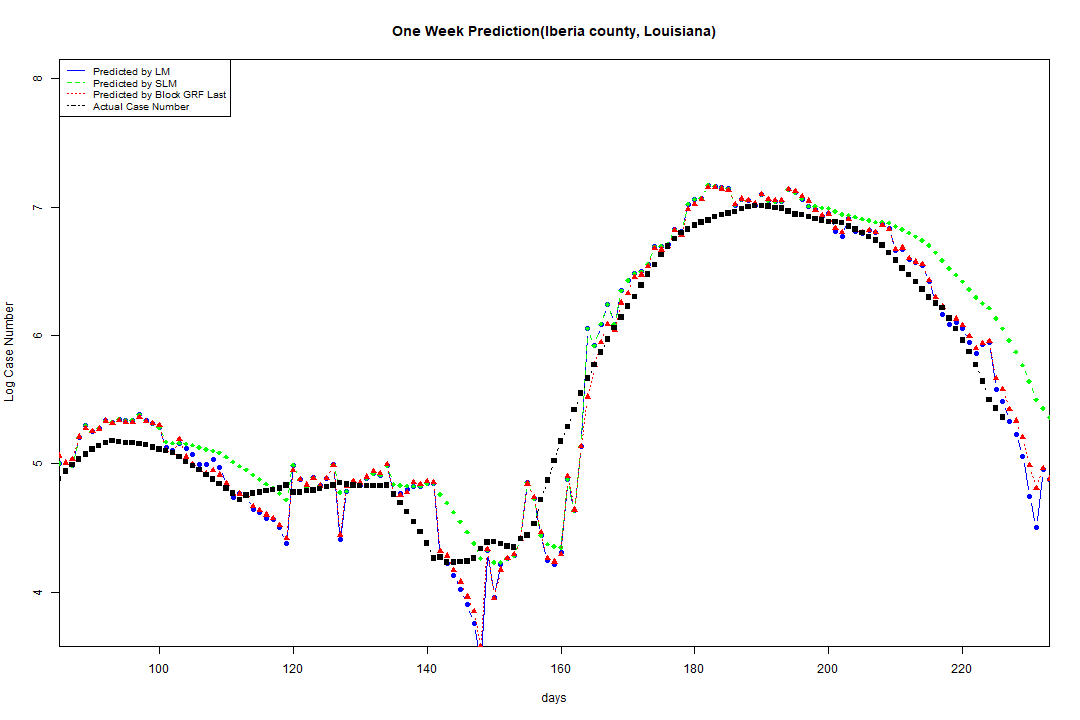 One Week Prediction(Iberia county, Louisiana)
Predicted by LM
Predicted by SLM
Predicted by Block GRF Last
Actual Case Number
8
7
6
5
4
Log Case Number
100 120 140 160 180 200 220
days